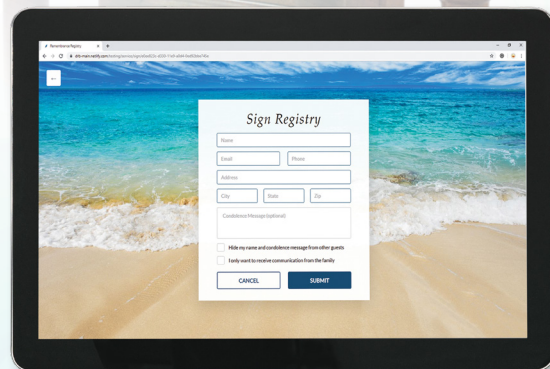 Remembrance Registry
Sign Registry
Name
Email
Phone
Address
City
State
Zip
Condolence Message (optional)
Hide my name and condolence message from other guests
I only want to receive communication from the family
CANCEL
SUBMIT